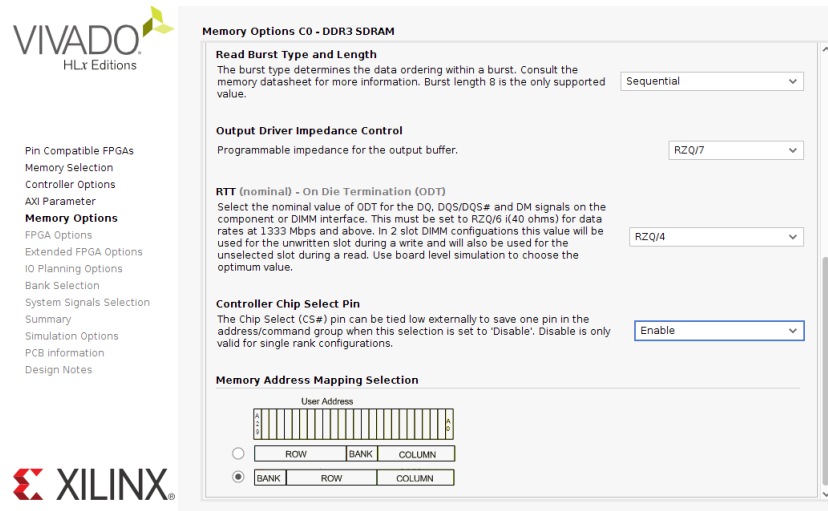 VIVADO.
HLx Editions
Pin Compatible FPGAs
Memory Selection
Controller Options
AXI Parameter
Memory Options
FPGA Options
Extended FPGA Options
IO Planning Options
Bank Selection
System Signals Selection
Summary
Simulation Options
PCB information
Design Notes
XILINX®
Memory Options C0 - DDR3 SDRAM
Read Burst Type and Length
The burst type determines the data ordering within a burst. Consult the
memory datasheet for more information. Burst length 8 is the only supported
value.
Sequential
Output Driver Impedance Control
Programmable impedance for the output buffer.
RZQ/7
RTT (nominal) - On Die Termination (ODT)
Select the nominal value of ODT for the DQ, DQS/DQS# and DM signals on the
component or DIMM interface. This must be set to RZQ/6 i(40 ohms) for data
rates at 1333 Mbps and above. In 2 slot DIMM configuations this value will be
used for the unwritten slot during a write and will also be used for the
unselected slot during a read. Use board level simulation to choose the
optimum value.
RZQ/4
Controller Chip Select Pin
The Chip Select (CS#) pin can be tied low externally to save one pin in the
address/command group when this selection is set to 'Disable'. Disable is only
valid for single rank configurations.
Enable
Memory Address Mapping Selection
User Address
A29
A0
ROW BANK COLUMN
BANK ROW COLUMN